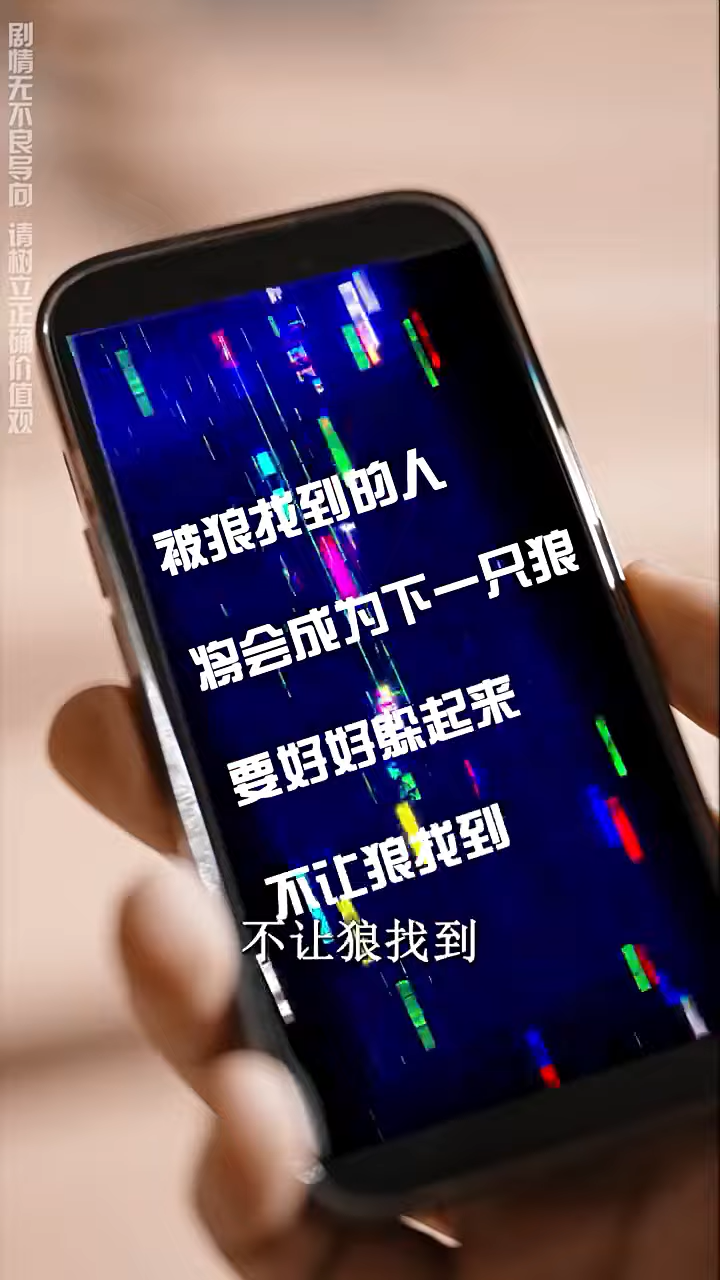 剧情无不良导向 请树立正确价值观
被狼找到的人
将会成为下一只狼
要好好躲起来
不让狼找到
不让狼找到